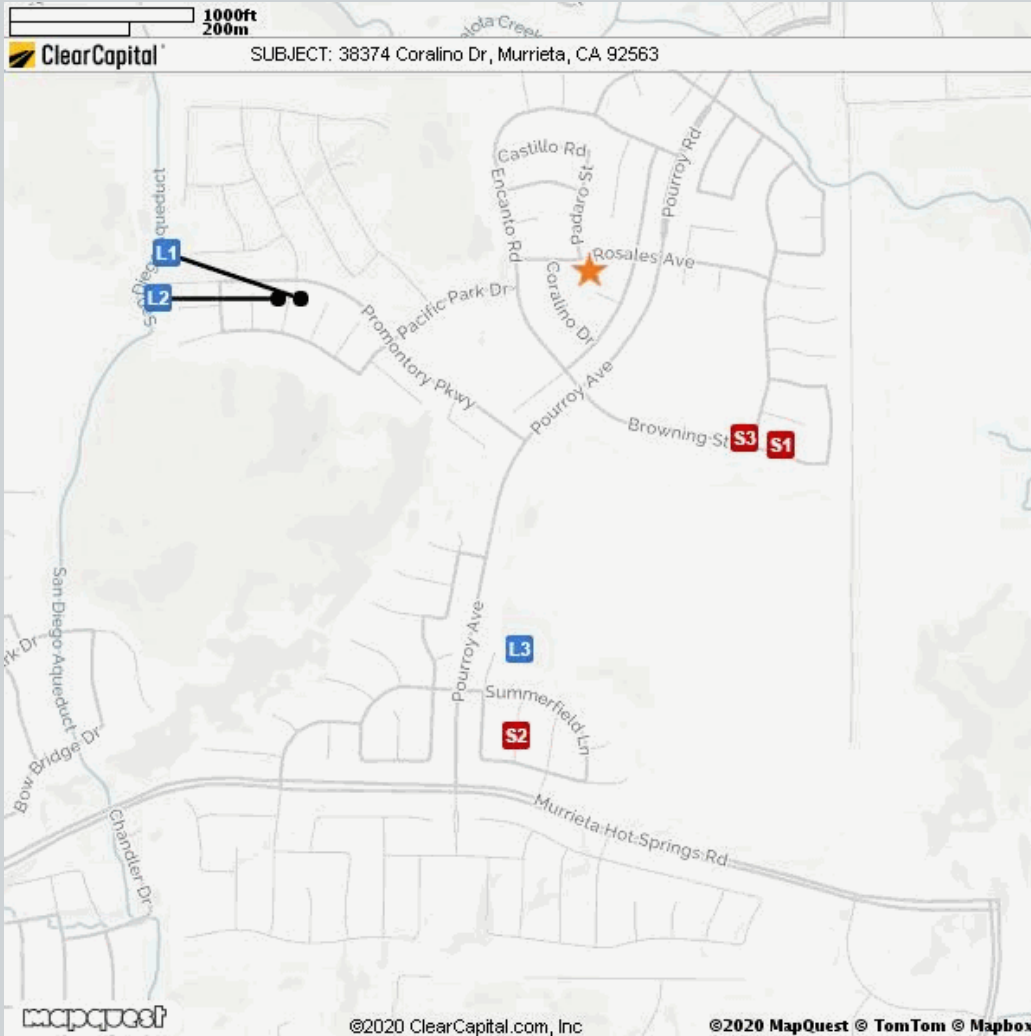 1000ft
200m
ClearCapital
SUBJECT: 38374 Coralino Dr, Murrieta, CA 92563
Castillo Rd
Encanto Rd
Pedaro St
Pourroy Rd
Rosales Ave
Coralino Dr
L1
L2
Pacific Park Dr
Promontory Pkwy
Pourroy Ave
Browning St
S3
S1
San Diego Aqueduct
Pourroy Ave
L3
Summerfield Ln
S2
Bow Bridge Dr
Murrieta Hot Springs Rd
Chandler Dr
mapquest
©2020 ClearCapital.com, Inc
©2020 MapQuest © TomTom © Mapbox